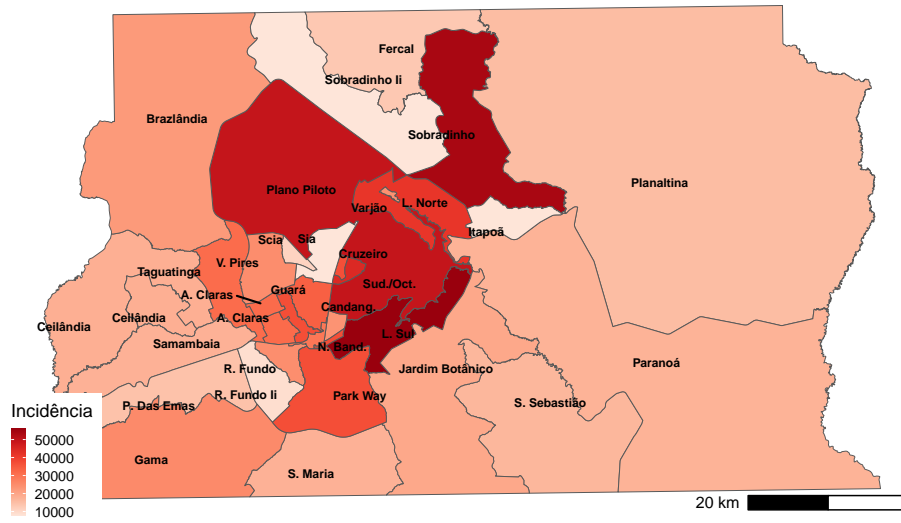 Fercal
Sobradinho Ii
Brazlândia
Sobradinho
Planaltina
Plano Piloto
Varjão
L. Norte
Itapoã
Scia
Sia
Cruzeiro
V. Pires
Taguatinga
Guará
Sud./Oct.
A. Claras
Candang.
Ceilândia
A. Claras
Ceilândia
L. Sul
Samambaia
N. Band.
R. Fundo
Jardim Botânico
Paranoá
R. Fundo Ii
Park Way
P. Das Emas
S. Sebastião
Incidência
50000
40000
30000
20000
10000
Gama
S. Maria
20 km